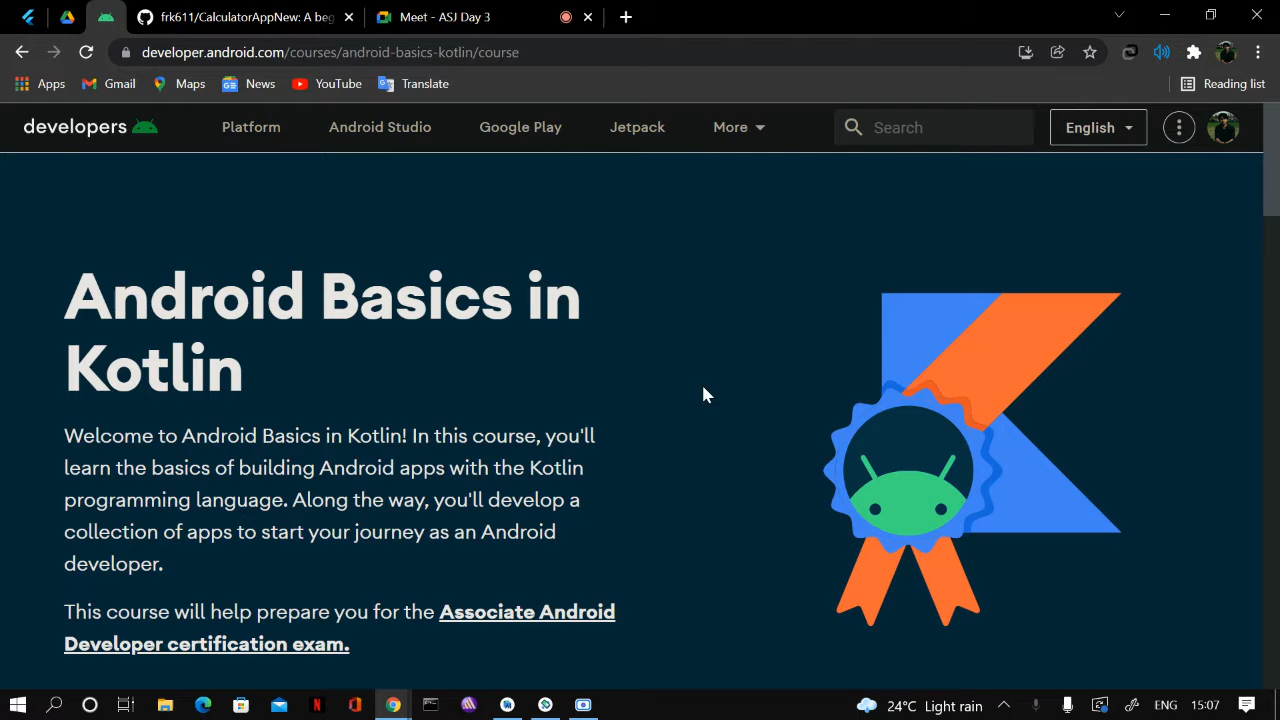 frk611/CalculatorAppNew: A beg
Meet - ASJ Day 3
developer.android.com/courses/android-basics-kotlin/course
Apps
Gmail
Maps
News
YouTube
Translate
Reading list
developers
Platform
Android Studio
Google Play
Jetpack
More
Search
English
Android Basics in
Kotlin
Welcome to Android Basics in Kotlin! In this course, you'll
learn the basics of building Android apps with the Kotlin
programming language. Along the way, you'll develop a
collection of apps to start your journey as an Android
developer.
This course will help prepare you for the Associate Android
Developer certification exam.
24°C Light rain
ENG
15:07